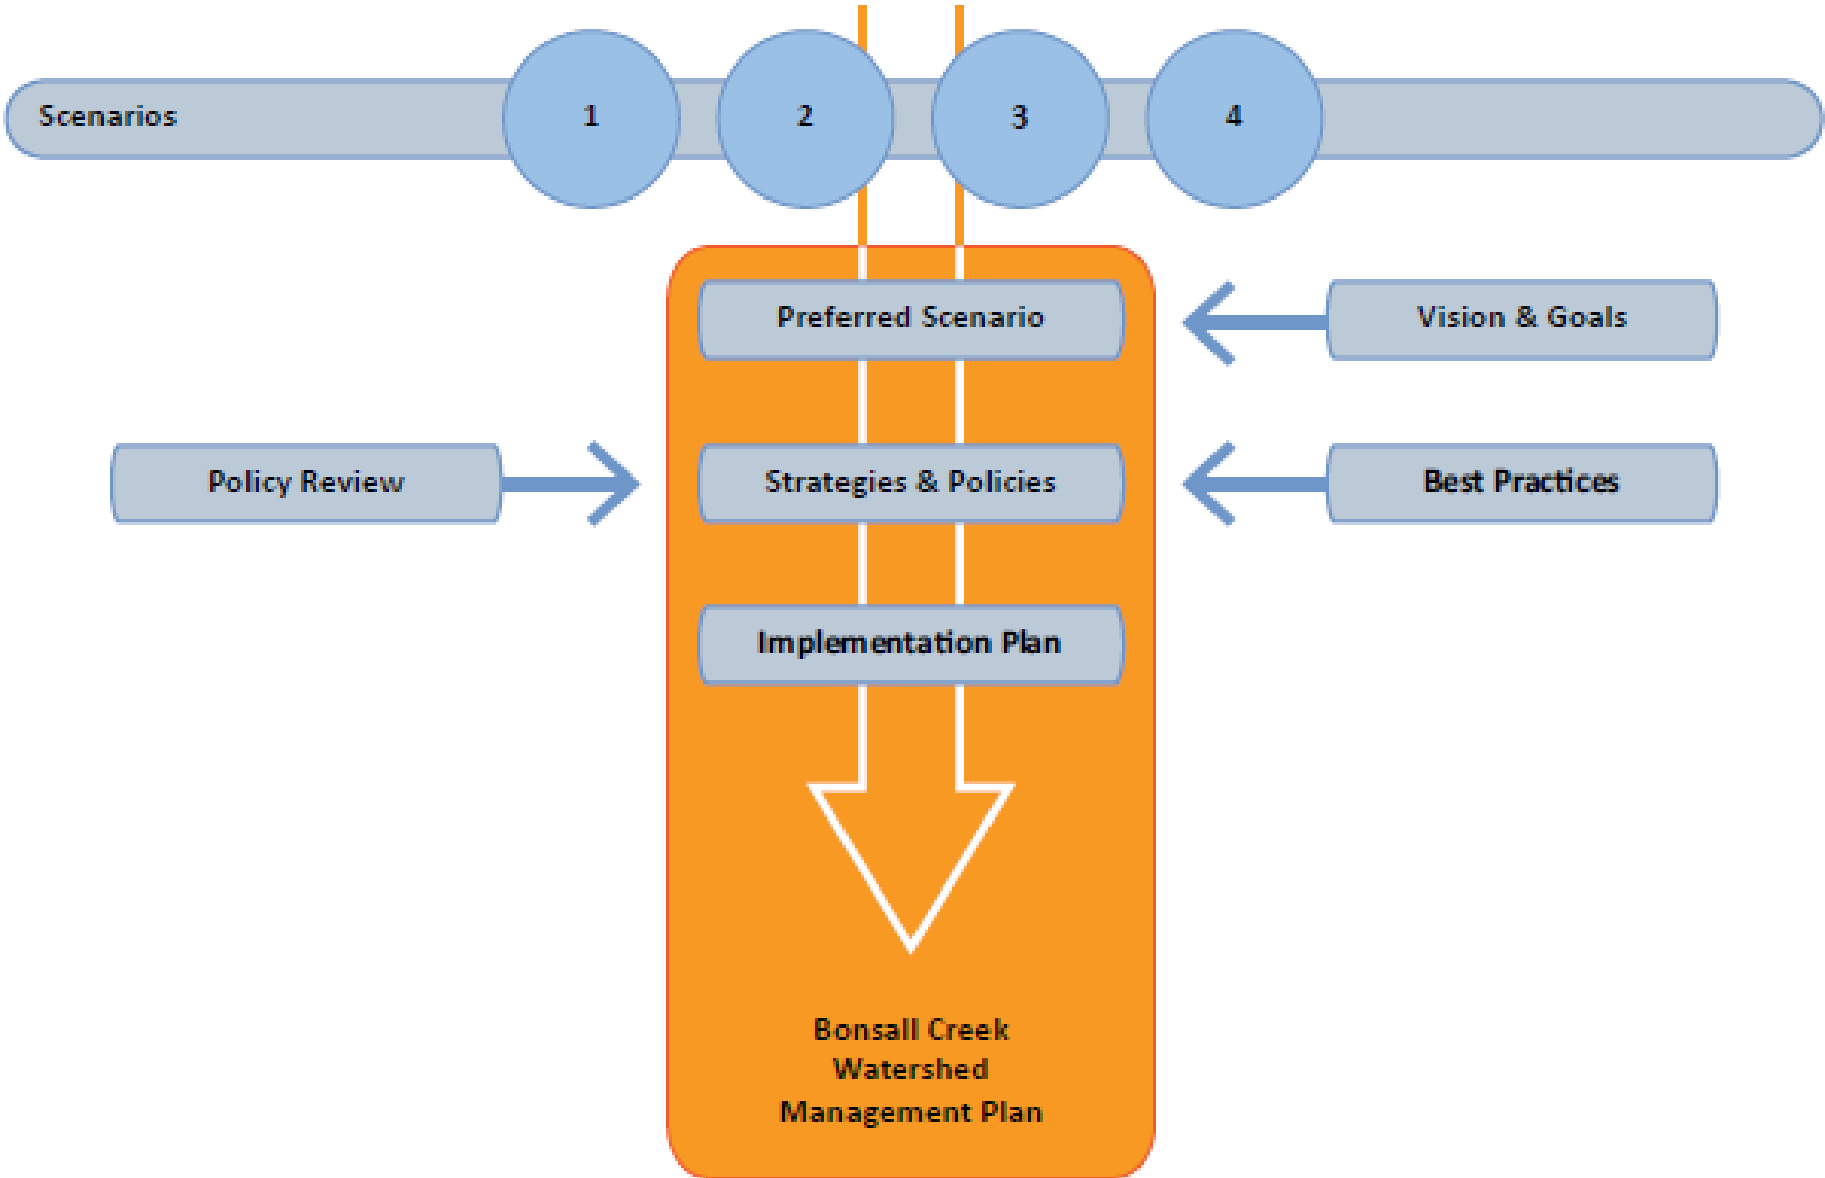 Scenarios
1
2
3
4
Preferred Scenario
Vision & Goals
Policy Review
Strategies & Policies
Best Practices
Implementation Plan
Bonsall Creek
Watershed
Management Plan